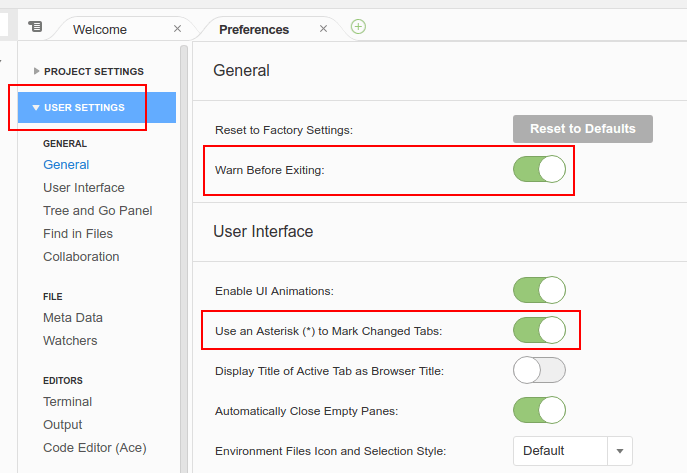 Welcome
Preferences
PROJECT SETTINGS
USER SETTINGS
GENERAL
General
User Interface
Tree and Go Panel
Find in Files
Collaboration
FILE
Meta Data
Watchers
EDITORS
Terminal
Output
Code Editor (Ace)
General
Reset to Factory Settings: Reset to Defaults
Warn Before Exiting:
User Interface
Enable UI Animations:
Use an Asterisk (*) to Mark Changed Tabs:
Display Title of Active Tab as Browser Title:
Automatically Close Empty Panes:
Environment Files Icon and Selection Style: Default